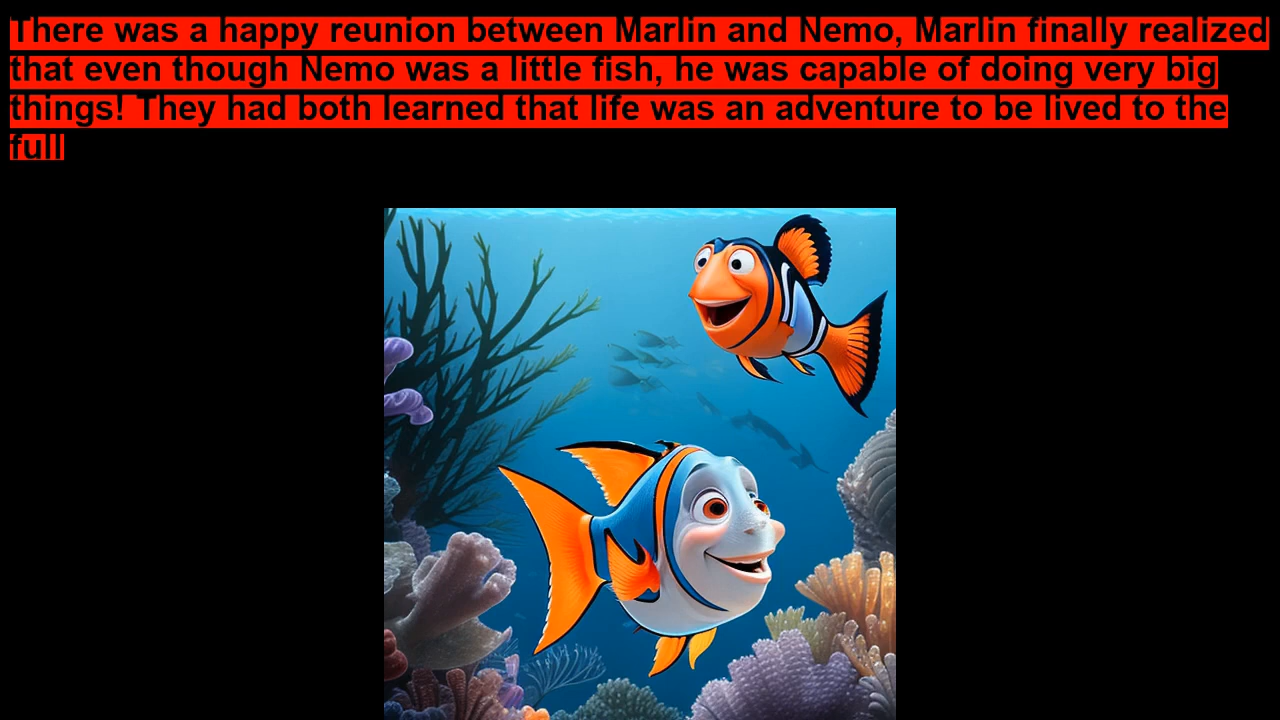 There was a happy reunion between Marlin and Nemo, Marlin finally realized
that even though Nemo was a little fish, he was capable of doing very big
things! They had both learned that life was an adventure to be lived to the
full